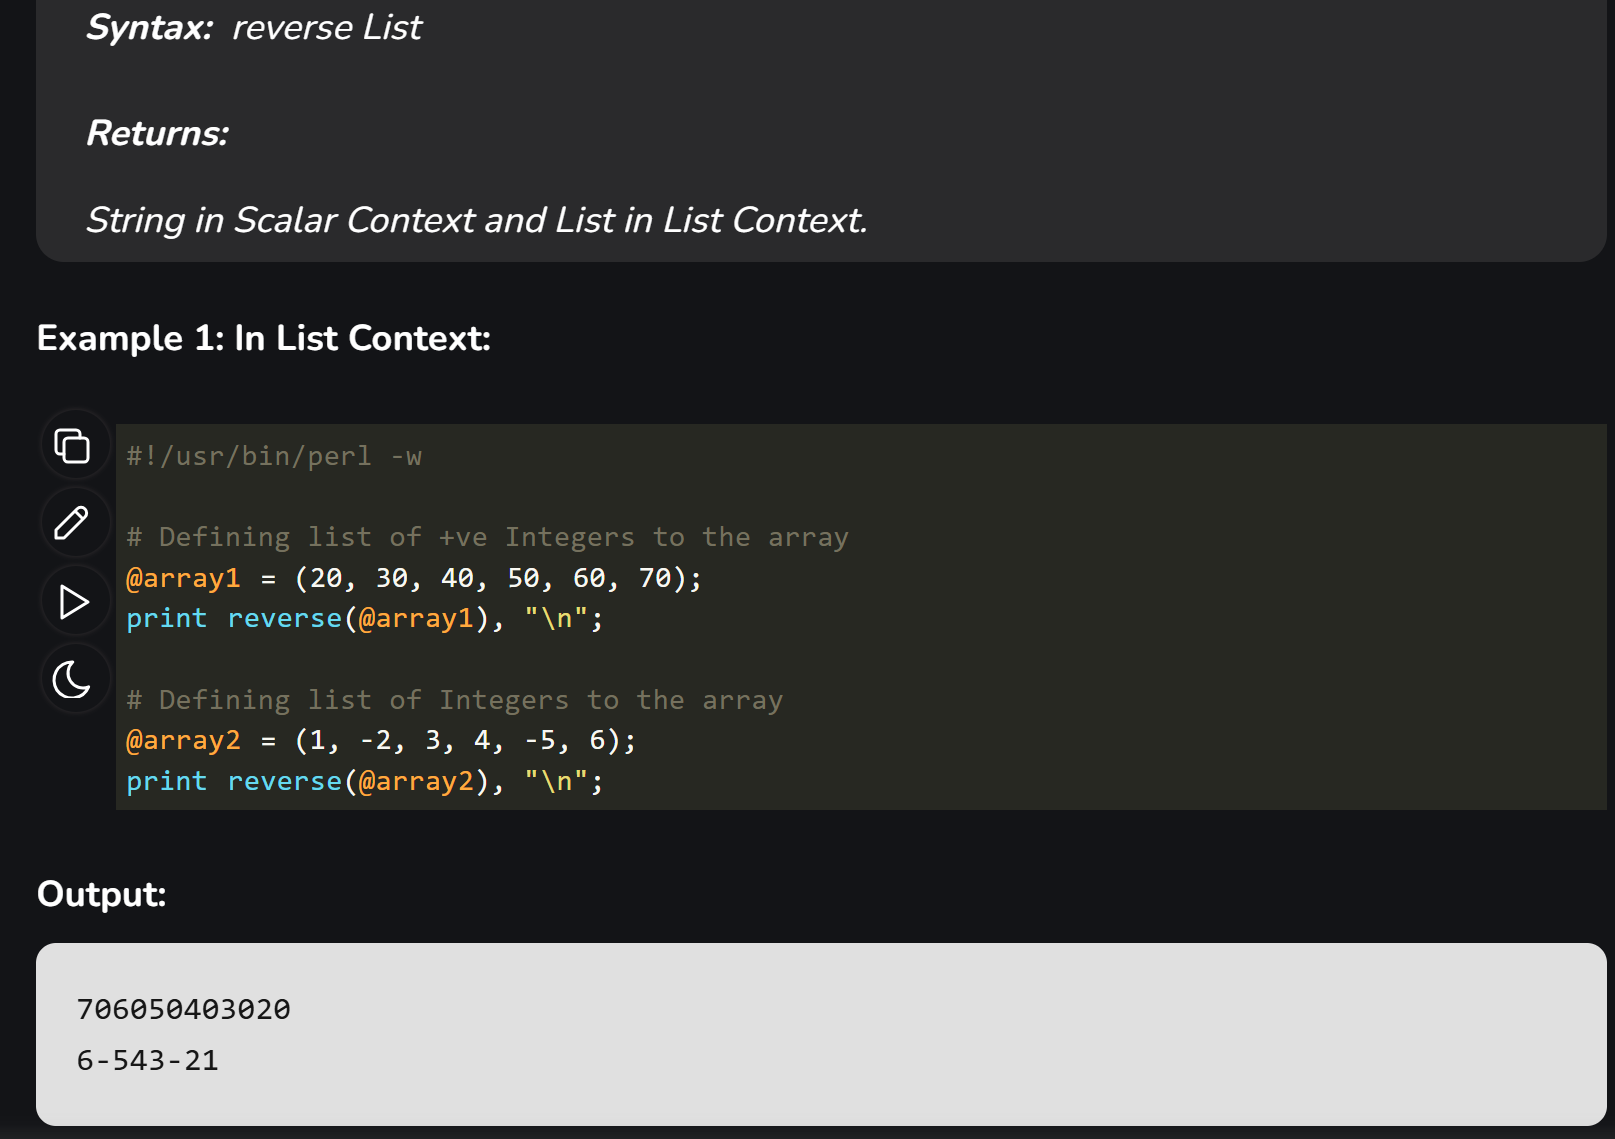 Syntax: reverse List
Returns:
String in Scalar Context and List in List Context.
Example 1: In List Context:
#!/usr/bin/perl -w
# Defining list of +ve Integers to the array
@array1 = (20, 30, 40, 50, 60, 70);
print reverse(@array1), "\n";
# Defining list of Integers to the array
@array2 = (1, -2, 3, 4, -5, 6);
print reverse(@array2), "\n";
Output:
706050403020
6-543-21